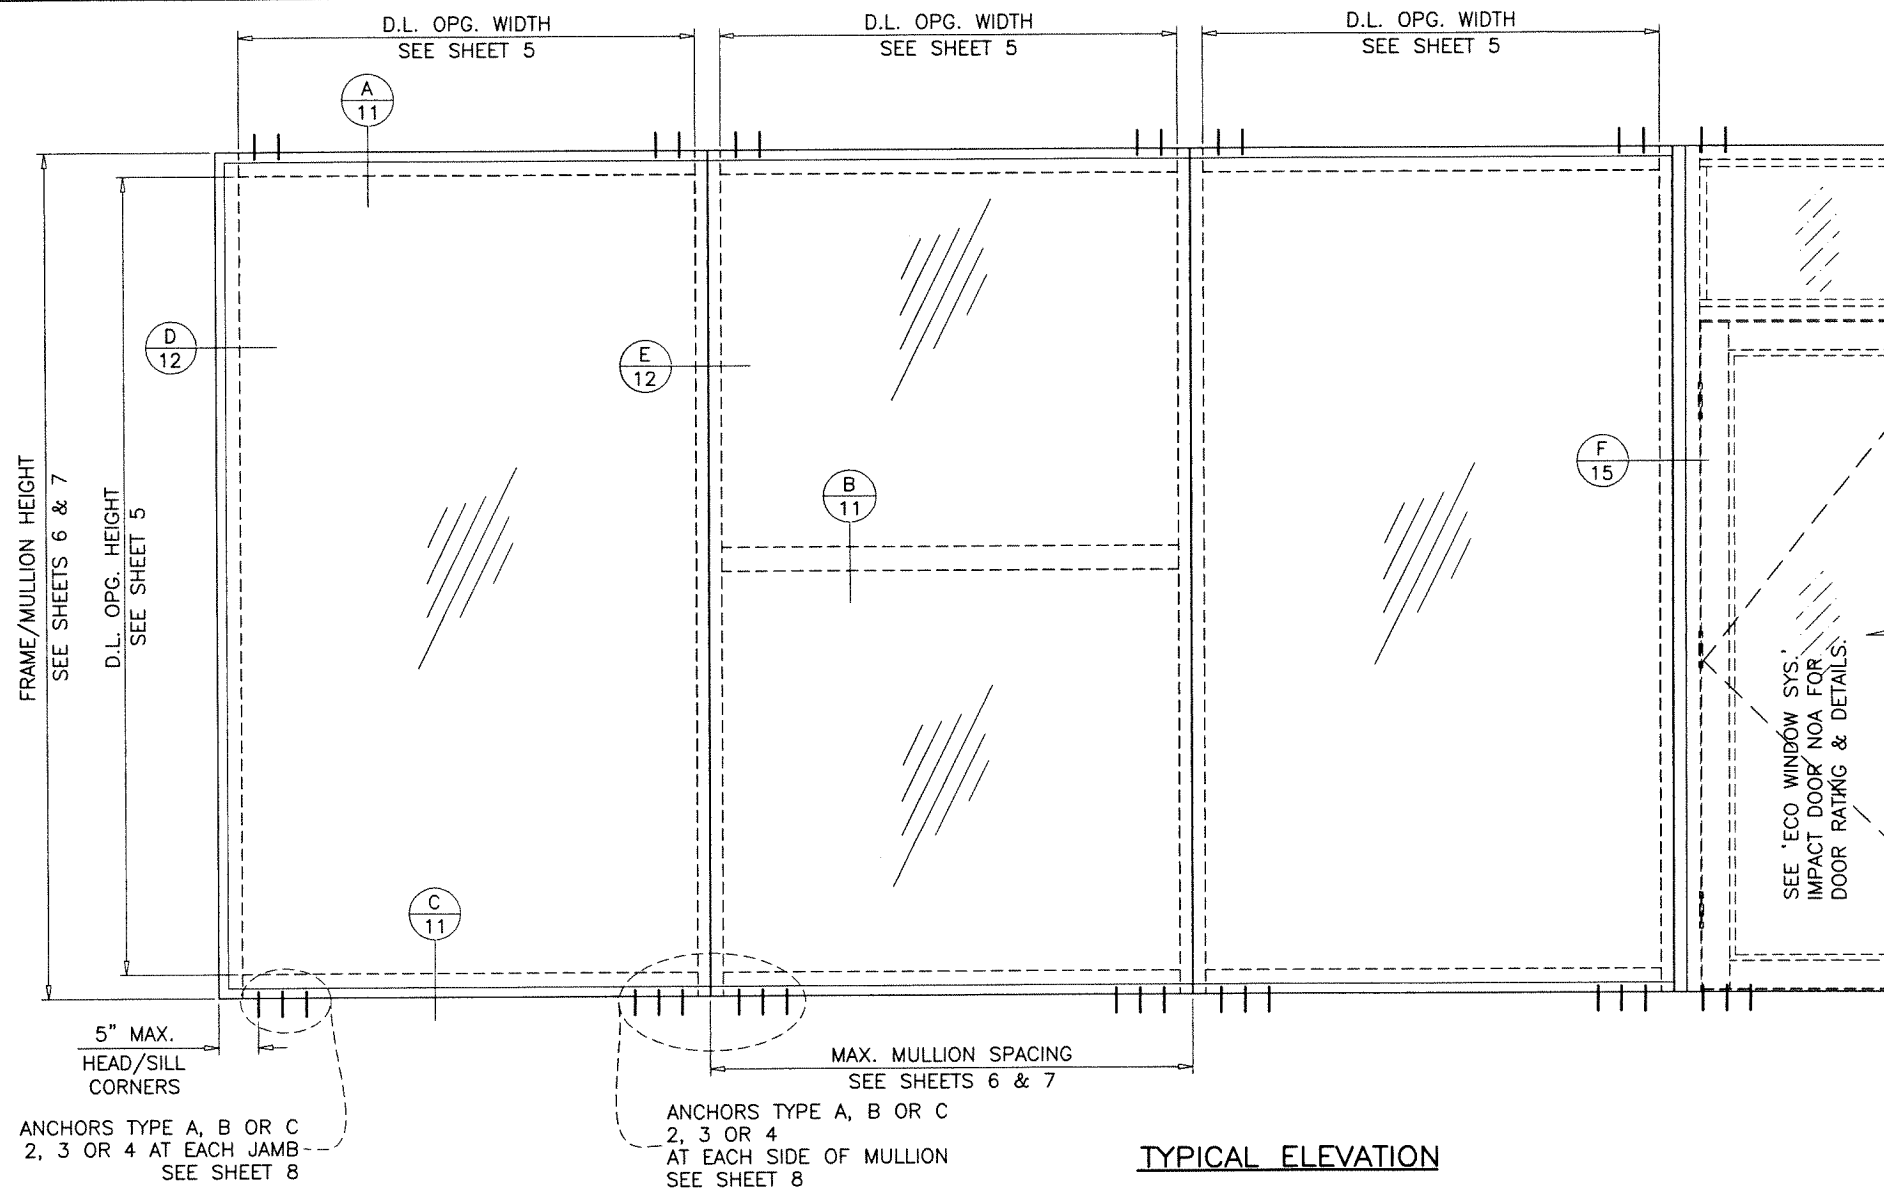 D.L. OPG. WIDTH
SEE SHEET 5
D.L. OPG. WIDTH
SEE SHEET 5
D.L. OPG. WIDTH
SEE SHEET 5
A
11
D
12
E
12
B
11
F
15
C
11
FRAME/MULLION HEIGHT
SEE SHEETS 6 & 7
D.L. OPG. HEIGHT
SEE SHEET 5
SEE 'ECO WINDOW SYS.'
IMPACT DOOR NOA FOR
DOOR RATING & DETAILS.
5" MAX.
HEAD/SILL
CORNERS
MAX. MULLION SPACING
SEE SHEETS 6 & 7
ANCHORS TYPE A, B OR C
2, 3 OR 4 AT EACH JAMB
SEE SHEET 8
ANCHORS TYPE A, B OR C
2, 3 OR 4
AT EACH SIDE OF MULLION
SEE SHEET 8
TYPICAL ELEVATION